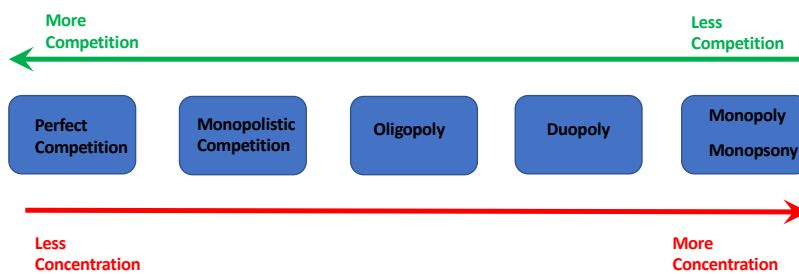 More
Competition
Less
Competition
Perfect
Competition
Monopolistic
Competition
Oligopoly
Duopoly
Monopoly
Monopsony
Less
Concentration
More
Concentration